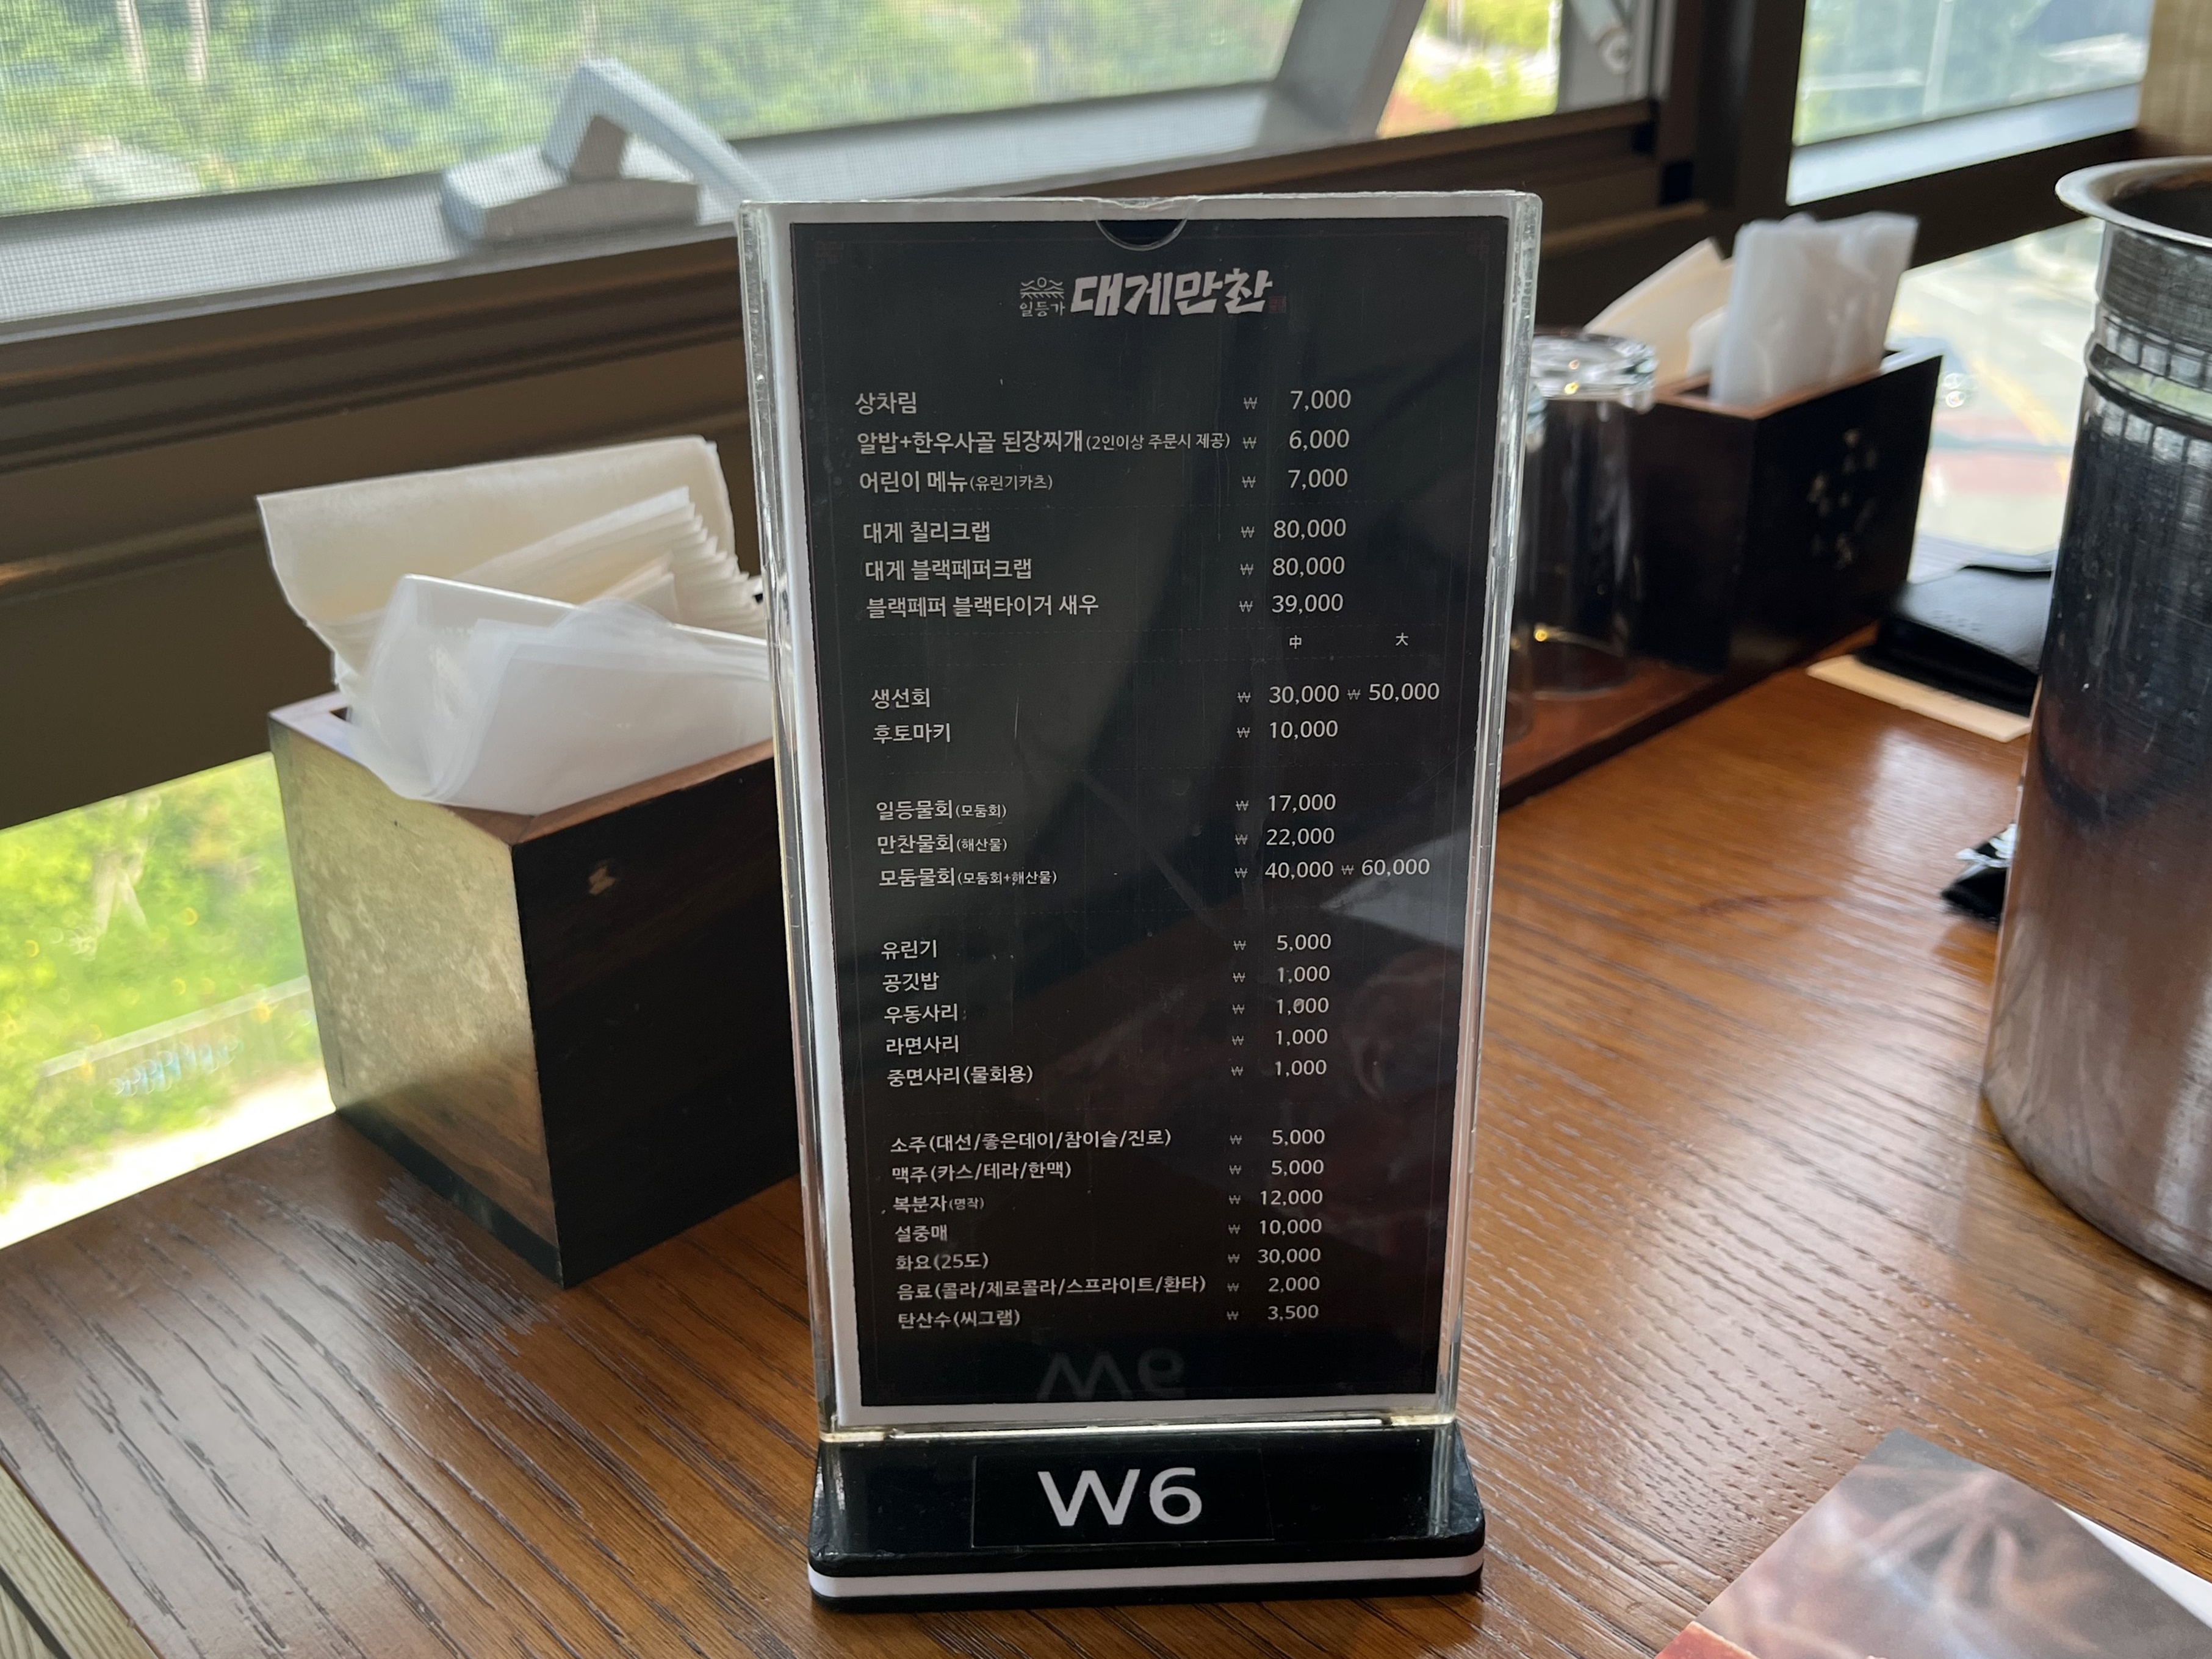 일등가 대게만찬
상차림 ₩ 7,000
알밥+한우사골 된장찌개(2인이상 주문시 제공) ₩ 6,000
어린이 메뉴(유린기카츠) ₩ 7,000
대게 칠리크랩 ₩ 80,000
대게 블랙페퍼크랩 ₩ 80,000
블랙페퍼 블랙타이거 새우 ₩ 39,000
中 大
생선회 ₩ 30,000 ₩ 50,000
후토마키 ₩ 10,000
일등물회(모둠회) ₩ 17,000
만찬물회(해산물) ₩ 22,000
모둠물회(모둠회+해산물) ₩ 40,000 ₩ 60,000
유린기 ₩ 5,000
공깃밥 ₩ 1,000
우동사리 ₩ 1,000
라면사리 ₩ 1,000
중면사리(물회용) ₩ 1,000
소주(대선/좋은데이/참이슬/진로) ₩ 5,000
맥주(카스/테라/한맥) ₩ 5,000
복분자(명작) ₩ 12,000
설중매 ₩ 10,000
화요(25도) ₩ 30,000
음료(콜라/제로콜라/스프라이트/환타) ₩ 2,000
탄산수(씨그램) ₩ 3,500
W6